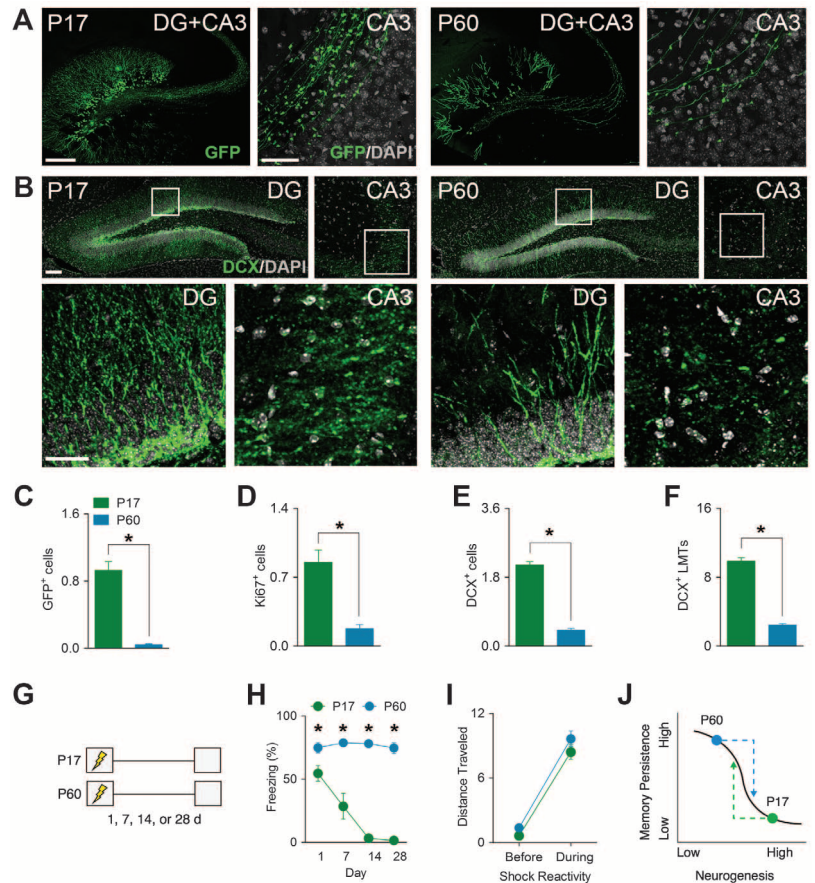 A
P17
DG+CA3
GFP
CA3
GFP/DAPI
P60
DG+CA3
CA3
B
P17
DG
DCX/DAPI
CA3
P60
DG
CA3
DG
CA3
DG
CA3
C
P17
P60
GFP+ cells
1.6
0.8
0.0
*
D
Ki67+ cells
1.4
0.7
0.0
*
E
DCX+ cells
3.6
1.8
0.0
*
F
DCX+ LMTs
16
8
0
*
G
P17
P60
1, 7, 14, or 28 d
H
P17 P60
Freezing (%)
100
50
0
* * * *
1 7 14 28
Day
I
Distance Traveled
12
6
0
Before During
Shock Reactivity
J
Memory Persistence
High
Low
P60
P17
Low High
Neurogenesis